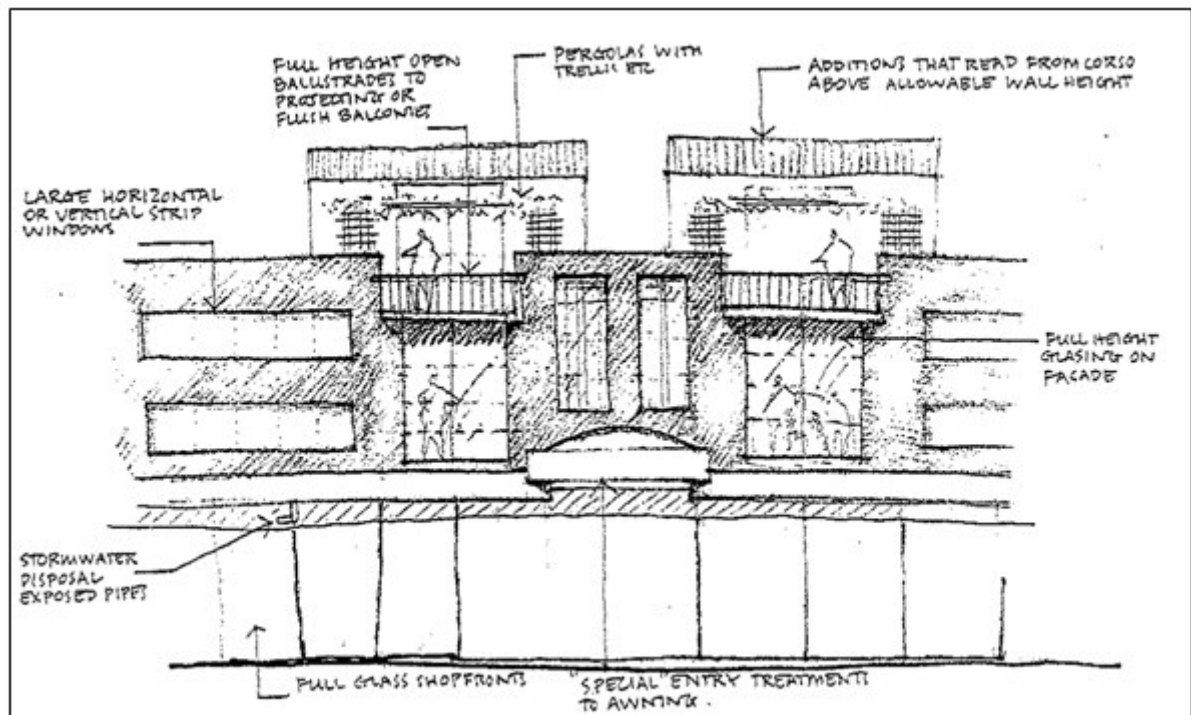 FULL HEIGHT OPEN
BALLUSTRADES TO
PROJECTING OR
FLUSH BALCONIES
PERGOLAS WITH
TRELLIS ETC
ADDITIONS THAT READ FROM CORSO
ABOVE ALLOWABLE WALL HEIGHT
LARGE HORIZONTAL
OR VERTICAL STRIP
WINDOWS
FULL HEIGHT
GLASING ON
FACADE
STORMWATER
DISPOSAL
EXPOSED PIPES
FULL GLASS SHOPFRONTS
"SPECIAL" ENTRY TREATMENTS
TO AWNING.